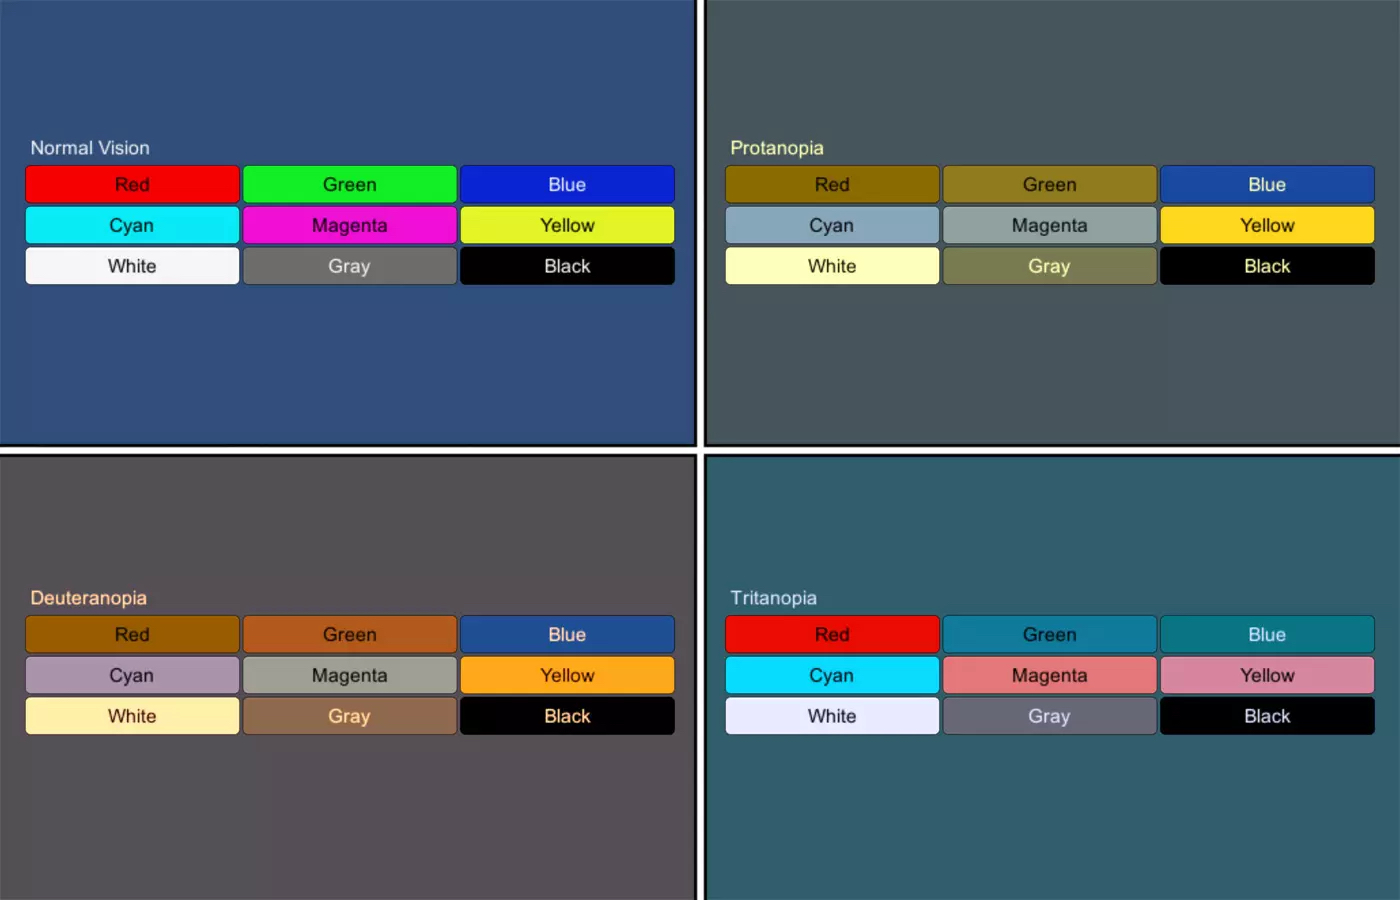 Normal Vision
Red Green Blue
Cyan Magenta Yellow
White Gray Black
Protanopia
Red Green Blue
Cyan Magenta Yellow
White Gray Black
Deuteranopia
Red Green Blue
Cyan Magenta Yellow
White Gray Black
Tritanopia
Red Green Blue
Cyan Magenta Yellow
White Gray Black